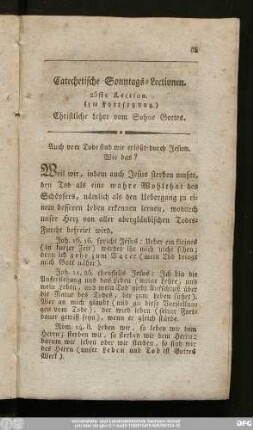 Catechetische Sonntags-Lectionen.
26ste Lection.
(1te Fortsetzung.)
Christliche Lehre vom Sohne Gottes.
Auch vom Tode sind wir erlößt durch Jesum.
Wie das?
Weil wir, indem auch Jesus sterben mußte,
den Tod als eine wahre Wohlthat des
Schöpfers, nämlich als den Uebergang zu ei-
nem bessern Leben erkennen lernen, wodurch
unser Herz von aller abergläubischen Todes-
Furcht befreiet wird.
Joh. 16, 16. spricht Jesus: Ueber ein kleines
(in kurzer Zeit) werdet ihr mich nicht sehen;
denn ich gehe zum Vater (mein Tod bringt
mich Gott näher).
Joh. 11, 25. ebenfalls Jesus: Ich bin die
Auferstehung und das Leben (meine Lehre, und
mein Leben, und mein Tod giebt Aufschluß über
die Natur des Todes, der zum Leben führt).
Wer an mich glaubt (und zu diese Vorstellung
vom Tode), der wird leben (seiner Fort-
dauer gewiß seyn), wenn er gleich stürbe.
Röm. 14, 8. Leben wir, so leben wir dem
Herrn; sterben wir, so sterben wir dem Herrn:
darum wir leben oder wir sterben, so sind wir
des Herrn (unser Leben und Tod ist Gottes
Werk).